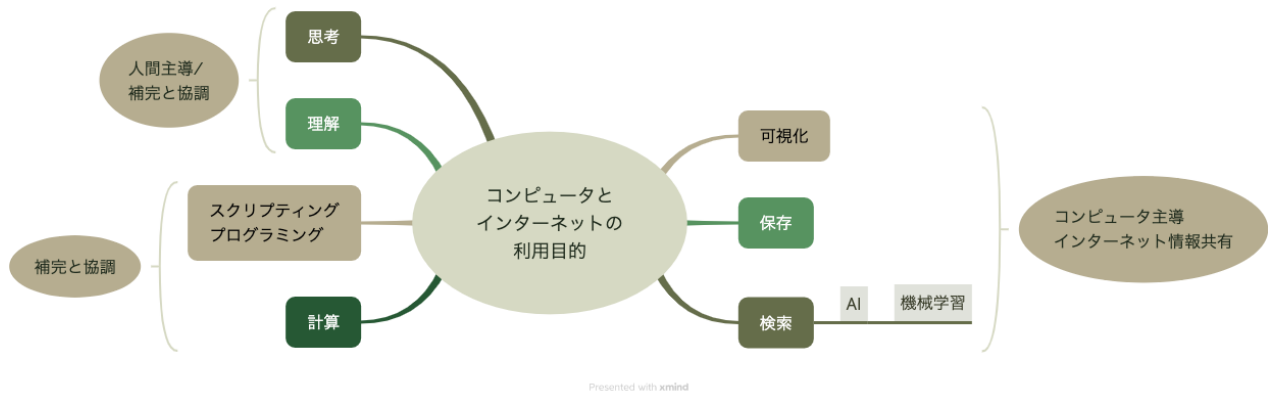 思考
人間主導/
補完と協調
理解
スクリプティング
プログラミング
補完と協調
計算
コンピュータと
インターネットの
利用目的
可視化
保存
検索
AI
機械学習
コンピュータ主導
インターネット情報共有
Presented with xmind